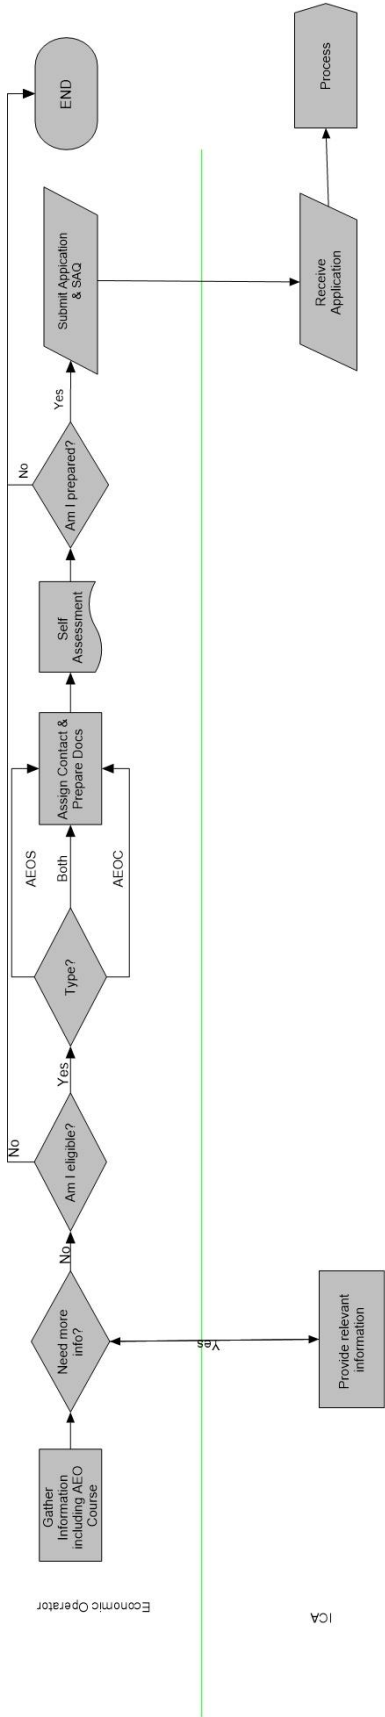 Economic Operator
Gather
Information
including AEO
Course
Need more
info?
No
Yes
Am I eligible?
No
Yes
Type?
AEOS
Both
AEOC
Assign Contact &
Prepare Docs
Self
Assessment
Am I prepared?
No
Yes
Submit Appication
& SAQ
END
ICA
Provide relevant
information
Receive
Application
Process